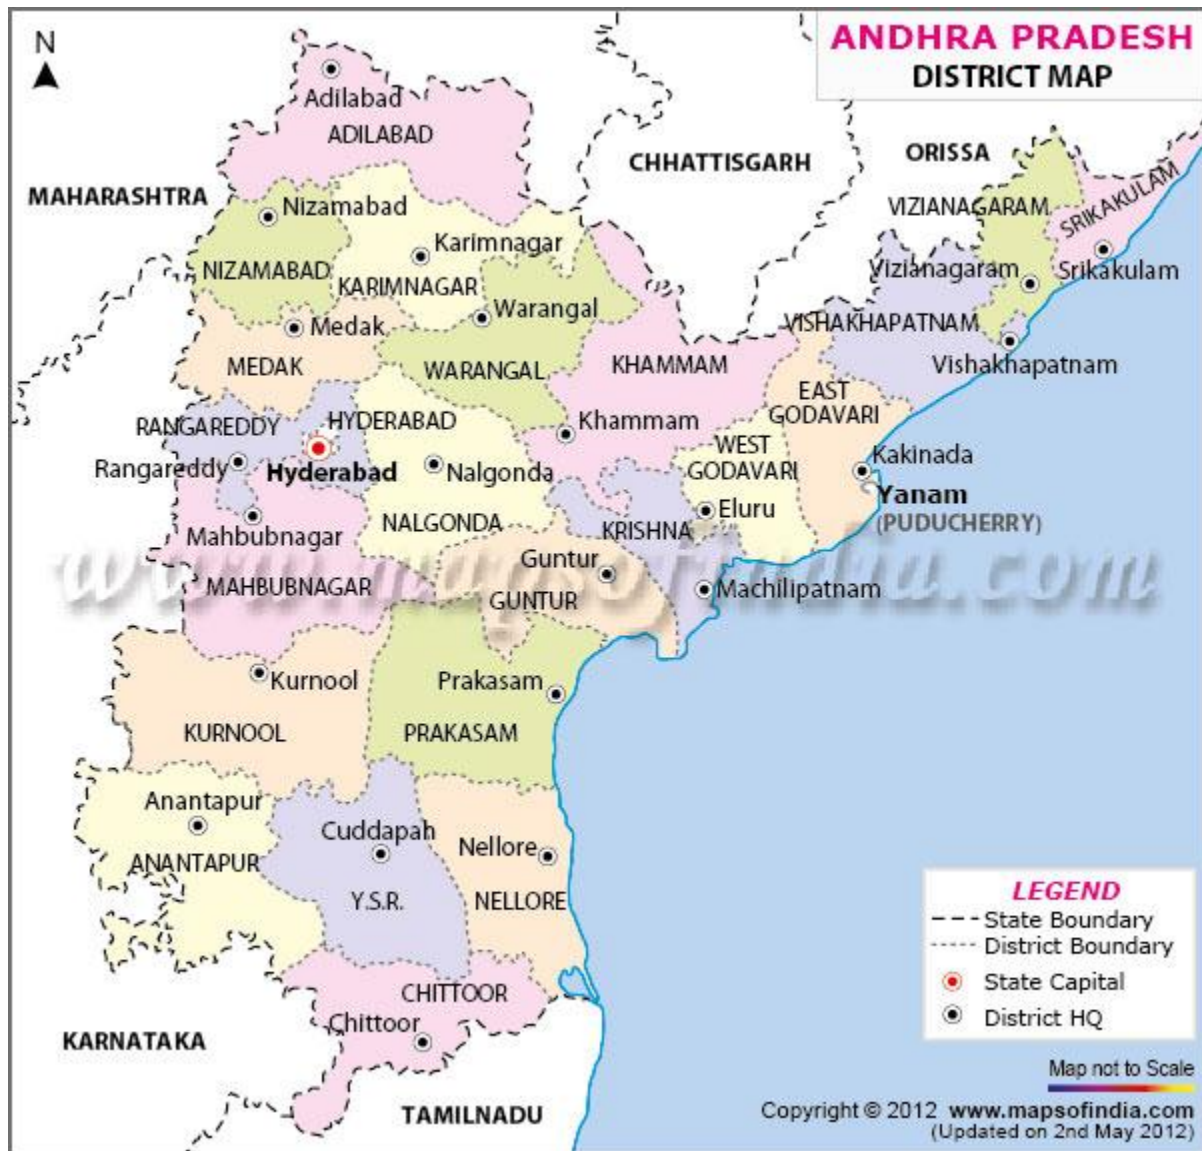 ANDHRA PRADESH
DISTRICT MAP
N
Adilabad
ADILABAD
MAHARASHTRA
CHHATTISGARH
ORISSA
VIZIANAGARAM
SRIKAKULAM
Nizamabad
NIZAMABAD
Karimnagar
KARIMNAGAR
Vizianagaram
Srikakulam
Warangal
WARANGAL
Medak
MEDAK
VISHAKHAPATNAM
Vishakhapatnam
KHAMMAM
Khammam
EAST
GODAVARI
RANGAREDDY
HYDERABAD
Rangareddy
Hyderabad
Nalgonda
NALGONDA
WEST
GODAVARI
Kakinada
Yanam
(PUDUCHERRY)
Eluru
KRISHNA
Mahbubnagar
MAHBUBNAGAR
www.mapsofindia.com
Guntur
GUNTUR
Machilipatnam
Kurnool
KURNOOL
Prakasam
PRAKASAM
Anantapur
ANANTAPUR
Cuddapah
Y.S.R.
Nellore
NELLORE
CHITTOOR
Chittoor
KARNATAKA
TAMILNADU
LEGEND
State Boundary
District Boundary
State Capital
District HQ
Map not to Scale
Copyright © 2012 www.mapsofindia.com
(Updated on 2nd May 2012)